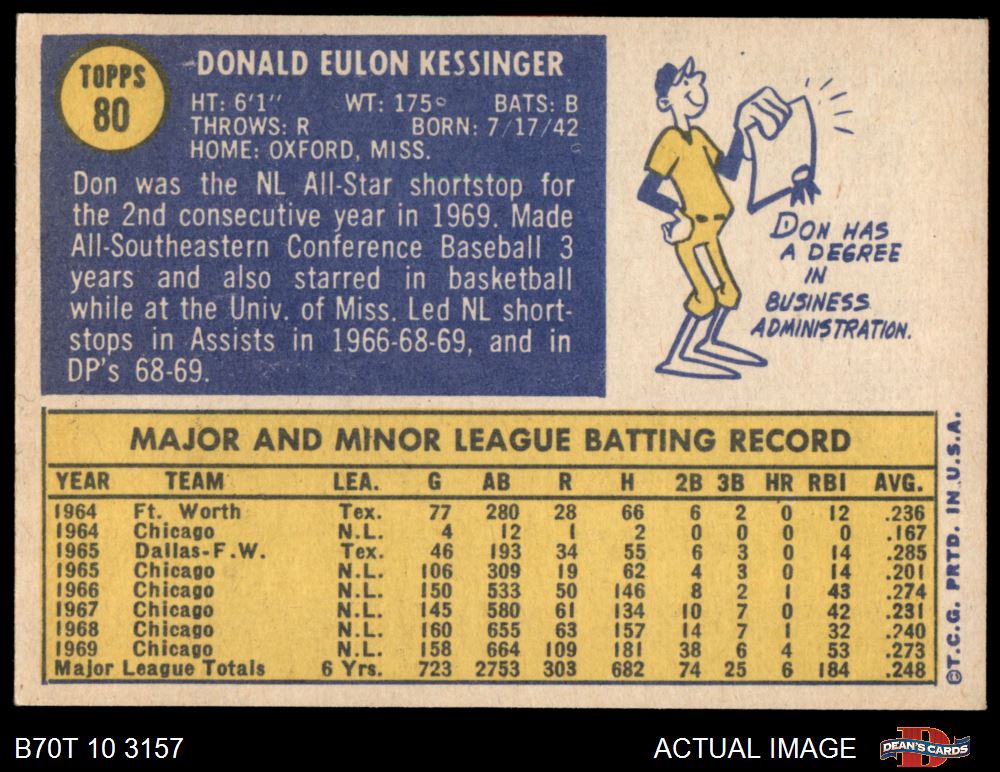 TOPPS
80
DONALD EULON KESSINGER
HT: 6'1" WT: 175 BATS: B
THROWS: R BORN: 7/17/42
HOME: OXFORD, MISS.
Don was the NL All-Star shortstop for
the 2nd consecutive year in 1969. Made
All-Southeastern Conference Baseball 3
years and also starred in basketball
while at the Univ. of Miss. Led NL short-
stops in Assists in 1966-68-69, and in
DP's 68-69.
DON HAS
A DEGREE
IN
BUSINESS
ADMINISTRATION.
MAJOR AND MINOR LEAGUE BATTING RECORD
YEAR TEAM LEA. G AB R H 2B 3B HR RBI AVG.
1964 Ft. Worth Tex. 77 280 28 66 6 2 0 12 .236
1964 Chicago N.L. 4 12 1 2 0 0 0 0 .167
1965 Dallas-F.W. Tex. 46 193 34 55 6 3 0 14 .285
1965 Chicago N.L. 106 309 19 62 4 3 0 14 .201
1966 Chicago N.L. 150 533 50 146 8 2 1 43 .274
1967 Chicago N.L. 145 580 61 134 10 7 0 42 .231
1968 Chicago N.L. 160 655 63 157 14 7 1 32 .240
1969 Chicago N.L. 158 664 109 181 38 6 4 53 .273
Major League Totals 6 Yrs. 723 2753 303 682 74 25 6 184 .248
©T.C.G. PRTD. IN U.S.A.
B70T 10 3157
ACTUAL IMAGE
D
DEAN'S CARDS